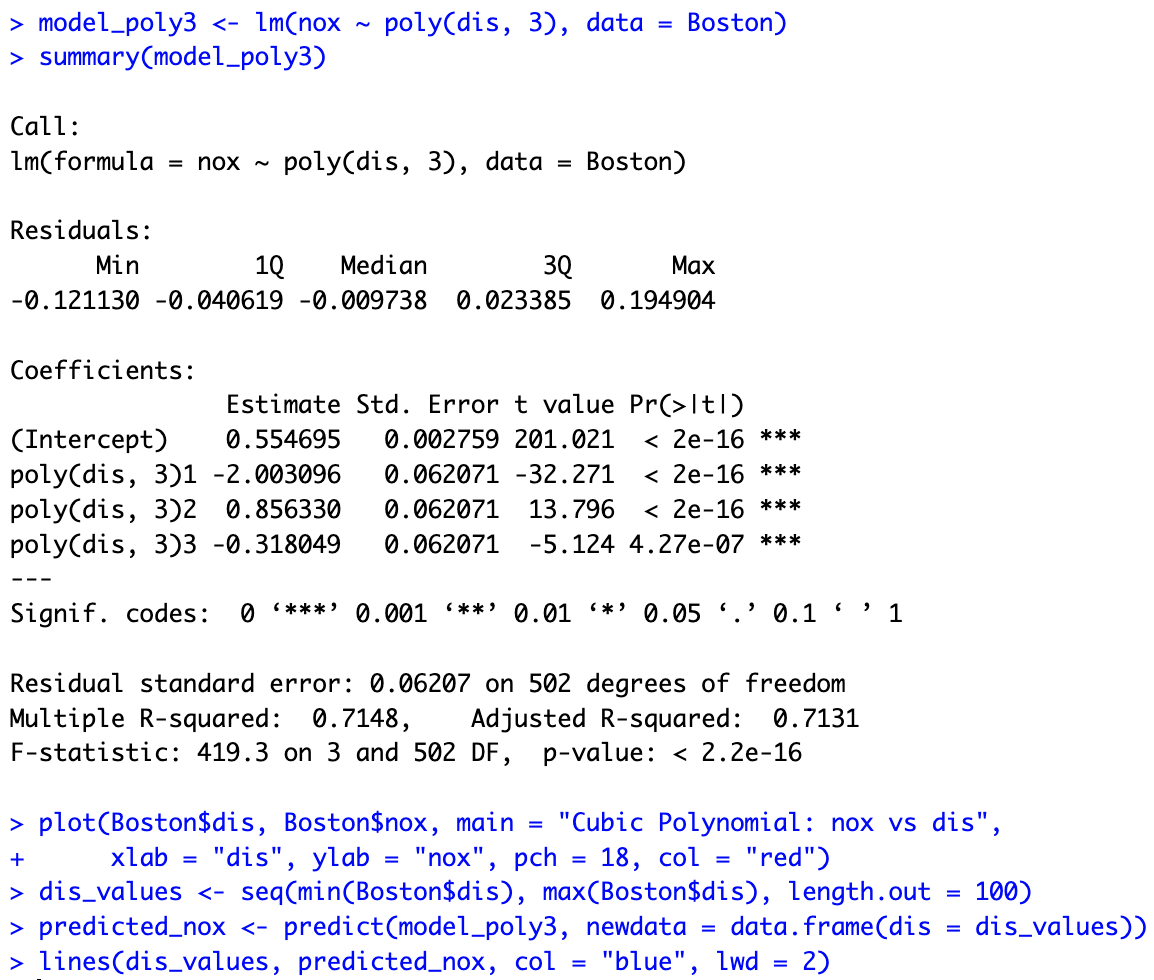 > model_poly3 <- lm(nox ~ poly(dis, 3), data = Boston)
> summary(model_poly3)

Call:
lm(formula = nox ~ poly(dis, 3), data = Boston)

Residuals:
      Min        1Q    Median        3Q       Max
-0.121130 -0.040619 -0.009738  0.023385  0.194904

Coefficients:
               Estimate Std. Error t value Pr(>|t|)
(Intercept)    0.554695   0.002759 201.021  < 2e-16 ***
poly(dis, 3)1 -2.003096   0.062071 -32.271  < 2e-16 ***
poly(dis, 3)2  0.856330   0.062071  13.796  < 2e-16 ***
poly(dis, 3)3 -0.318049   0.062071  -5.124 4.27e-07 ***
---
Signif. codes:  0 ‘***’ 0.001 ‘**’ 0.01 ‘*’ 0.05 ‘.’ 0.1 ‘ ’ 1

Residual standard error: 0.06207 on 502 degrees of freedom
Multiple R-squared:  0.7148,    Adjusted R-squared:  0.7131
F-statistic: 419.3 on 3 and 502 DF,  p-value: < 2.2e-16

> plot(Boston$dis, Boston$nox, main = "Cubic Polynomial: nox vs dis",
+      xlab = "dis", ylab = "nox", pch = 18, col = "red")
> dis_values <- seq(min(Boston$dis), max(Boston$dis), length.out = 100)
> predicted_nox <- predict(model_poly3, newdata = data.frame(dis = dis_values))
> lines(dis_values, predicted_nox, col = "blue", lwd = 2)